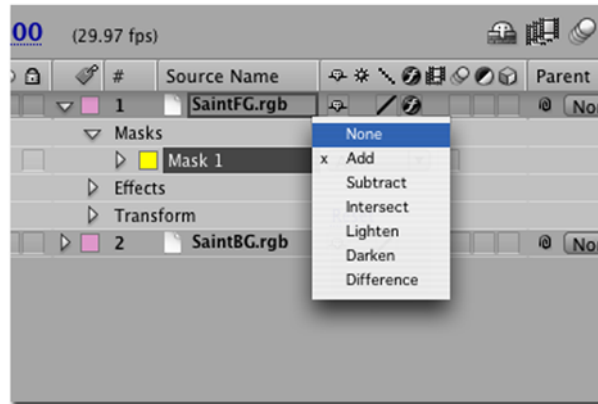 00 (29.97 fps)
# Source Name Parent
1 SaintFG.rgb
Masks None
Mask 1 x Add
Effects Subtract
Transform Intersect
Lighten
2 SaintBG.rgb Darken
Difference